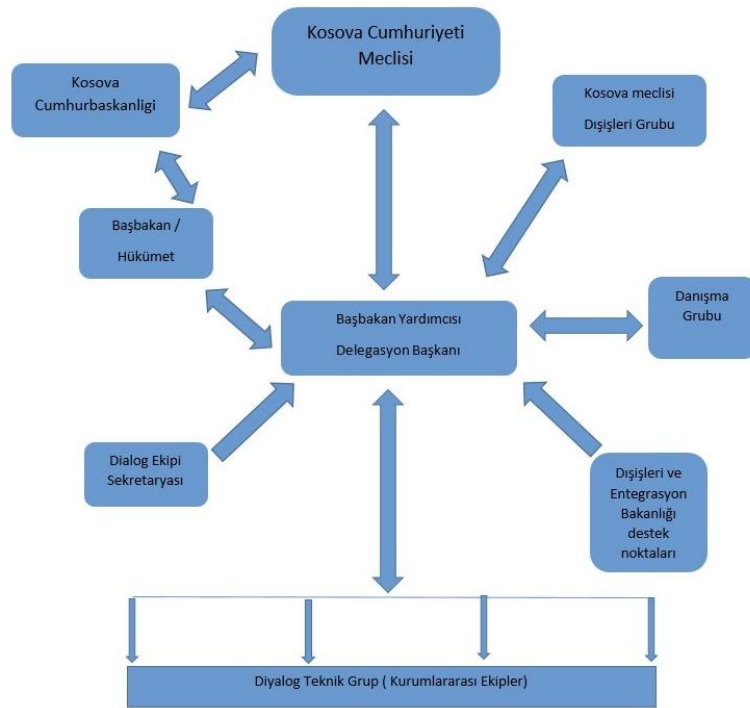 Kosova Cumhuriyeti
Meclisi
Kosova
Cumhurbaskanligi
Kosova meclisi
Dışişleri Grubu
Başbakan /
Hükümet
Danışma
Grubu
Başbakan Yardımcısı
Delegasyon Başkanı
Dialog Ekipi
Sekretaryası
Dışişleri ve
Entegrasyon
Bakanlığı
destek
noktaları
Diyalog Teknik Grup ( Kurumlararası Ekipler)